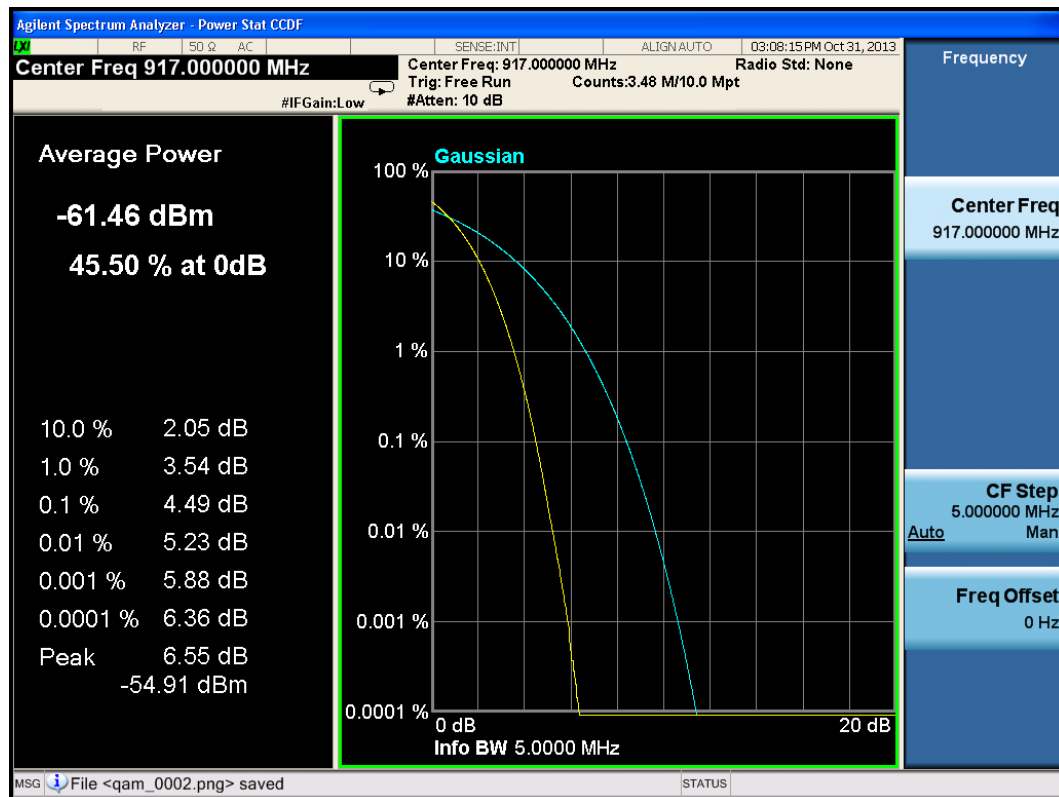 Agilent Spectrum Analyzer - Power Stat CCDF
LXI RF 50 Ω AC SENSE:INT ALIGN AUTO 03:08:15 PM Oct 31, 2013
Center Freq 917.000000 MHz
Center Freq: 917.000000 MHz Radio Std: None
Trig: Free Run Counts:3.48 M/10.0 Mpt
#IFGain:Low #Atten: 10 dB
Average Power
-61.46 dBm
45.50 % at 0dB
10.0 % 2.05 dB
1.0 % 3.54 dB
0.1 % 4.49 dB
0.01 % 5.23 dB
0.001 % 5.88 dB
0.0001 % 6.36 dB
Peak 6.55 dB
-54.91 dBm
Gaussian
100 %
10 %
1 %
0.1 %
0.01 %
0.001 %
0.0001 %
0 dB 20 dB
Info BW 5.0000 MHz
Frequency
Center Freq
917.000000 MHz
CF Step
5.000000 MHz
Auto Man
Freq Offset
0 Hz
MSG File <qam_0002.png> saved STATUS